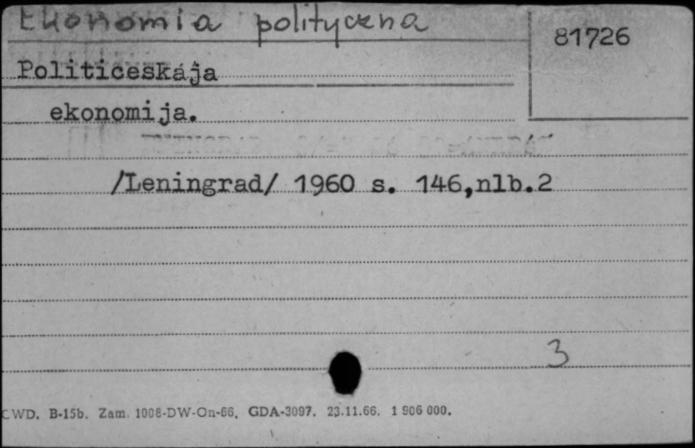 Ekonomia polityczna
81726
Politiceskája
ekonomija.
/Leningrad/ 1960 s. 146,nlb.2
3
CWD. B-15b. Zam. 1008-DW-On-66. GDA-3097. 23.11.66. 1 906 000.